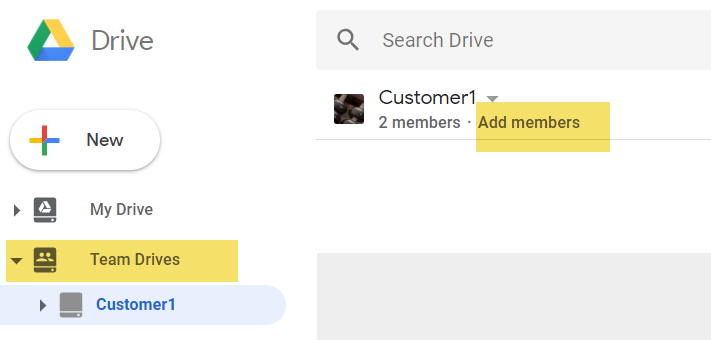 Drive
Search Drive
Customer1
2 members · Add members
New
My Drive
Team Drives
Customer1